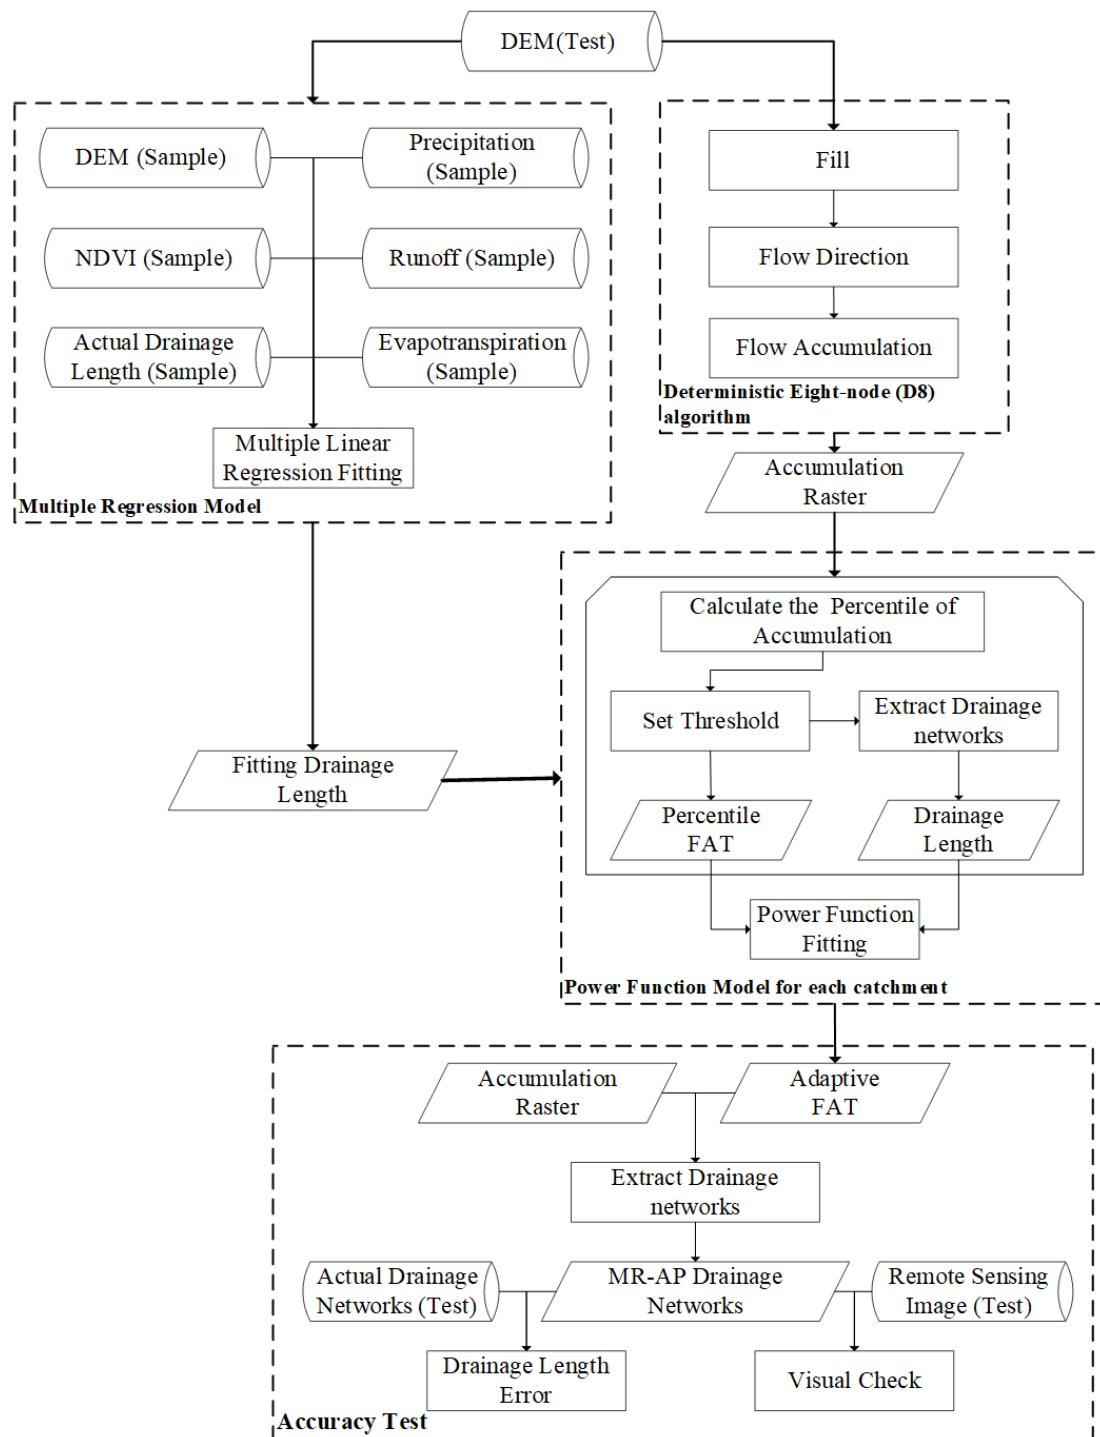 DEM(Test)
DEM (Sample)
Precipitation
(Sample)
NDVI (Sample)
Runoff (Sample)
Actual Drainage
Length (Sample)
Evapotranspiration
(Sample)
Multiple Linear
Regression Fitting
Multiple Regression Model
Fill
Flow Direction
Flow Accumulation
Deterministic Eight-node (D8)
algorithm
Accumulation
Raster
Calculate the Percentile of
Accumulation
Set Threshold
Extract Drainage
networks
Fitting Drainage
Length
Percentile
FAT
Drainage
Length
Power Function
Fitting
Power Function Model for each catchment
Accumulation
Raster
Adaptive
FAT
Extract Drainage
networks
Actual Drainage
Networks (Test)
MR-AP Drainage
Networks
Remote Sensing
Image (Test)
Drainage Length
Error
Visual Check
Accuracy Test